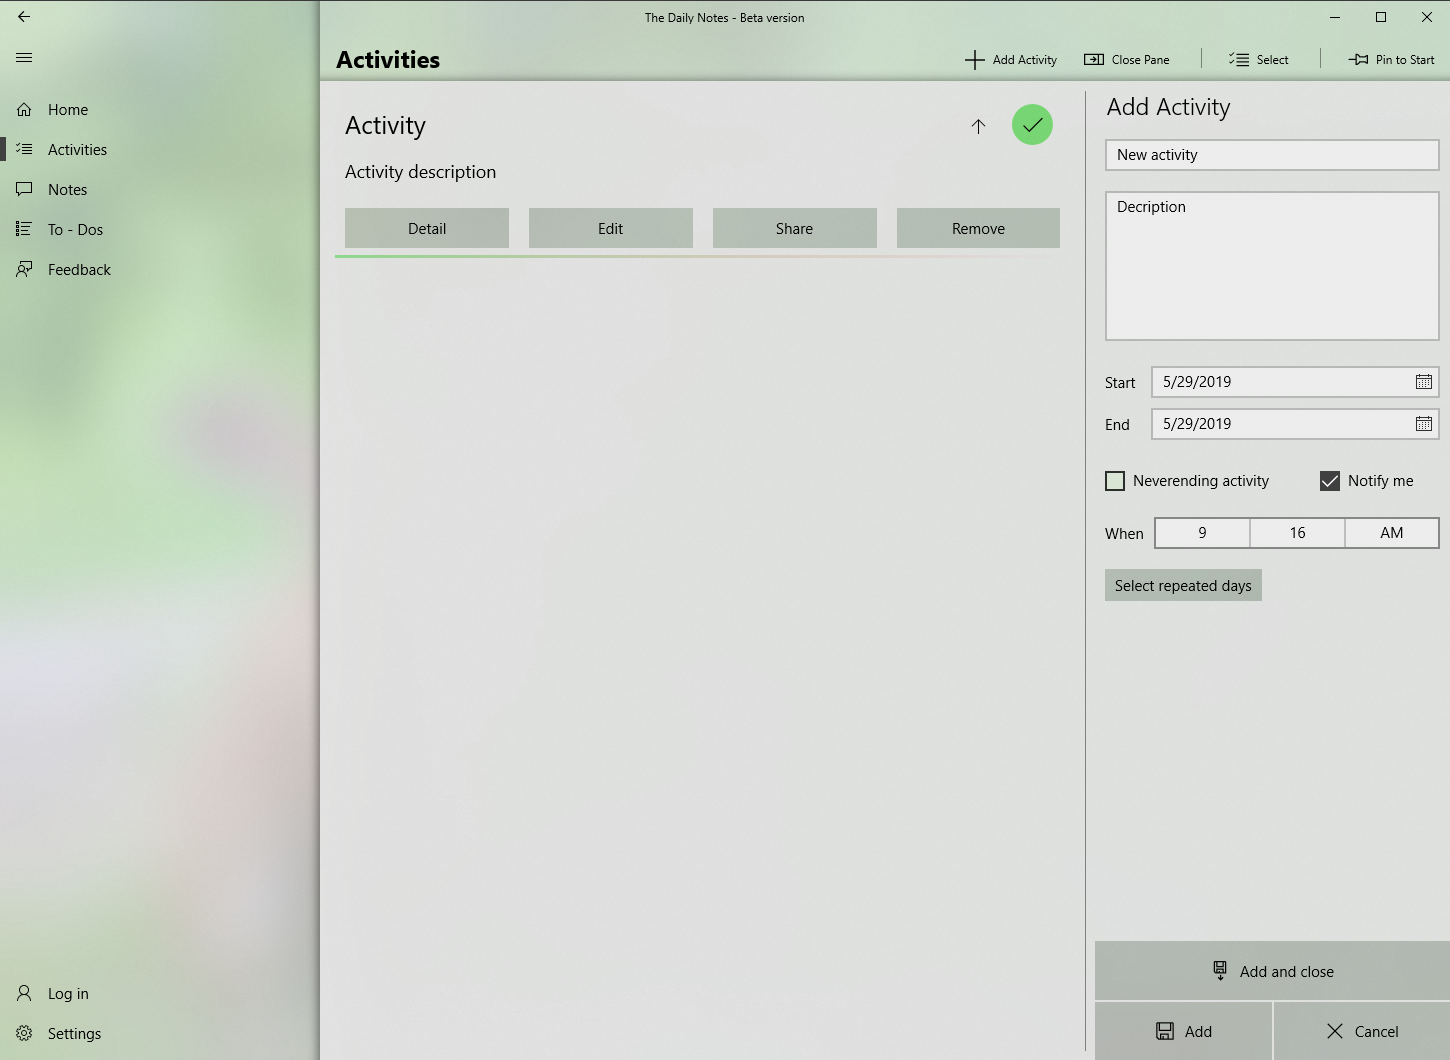 The Daily Notes - Beta version
Home
Activities
Notes
To - Dos
Feedback
Log in
Settings
Activities
Add Activity
Close Pane
Select
Pin to Start
Activity
Activity description
Detail
Edit
Share
Remove
Add Activity
New activity
Decription
Start
5/29/2019
End
5/29/2019
Neverending activity
Notify me
When
9
16
AM
Select repeated days
Add and close
Add
Cancel